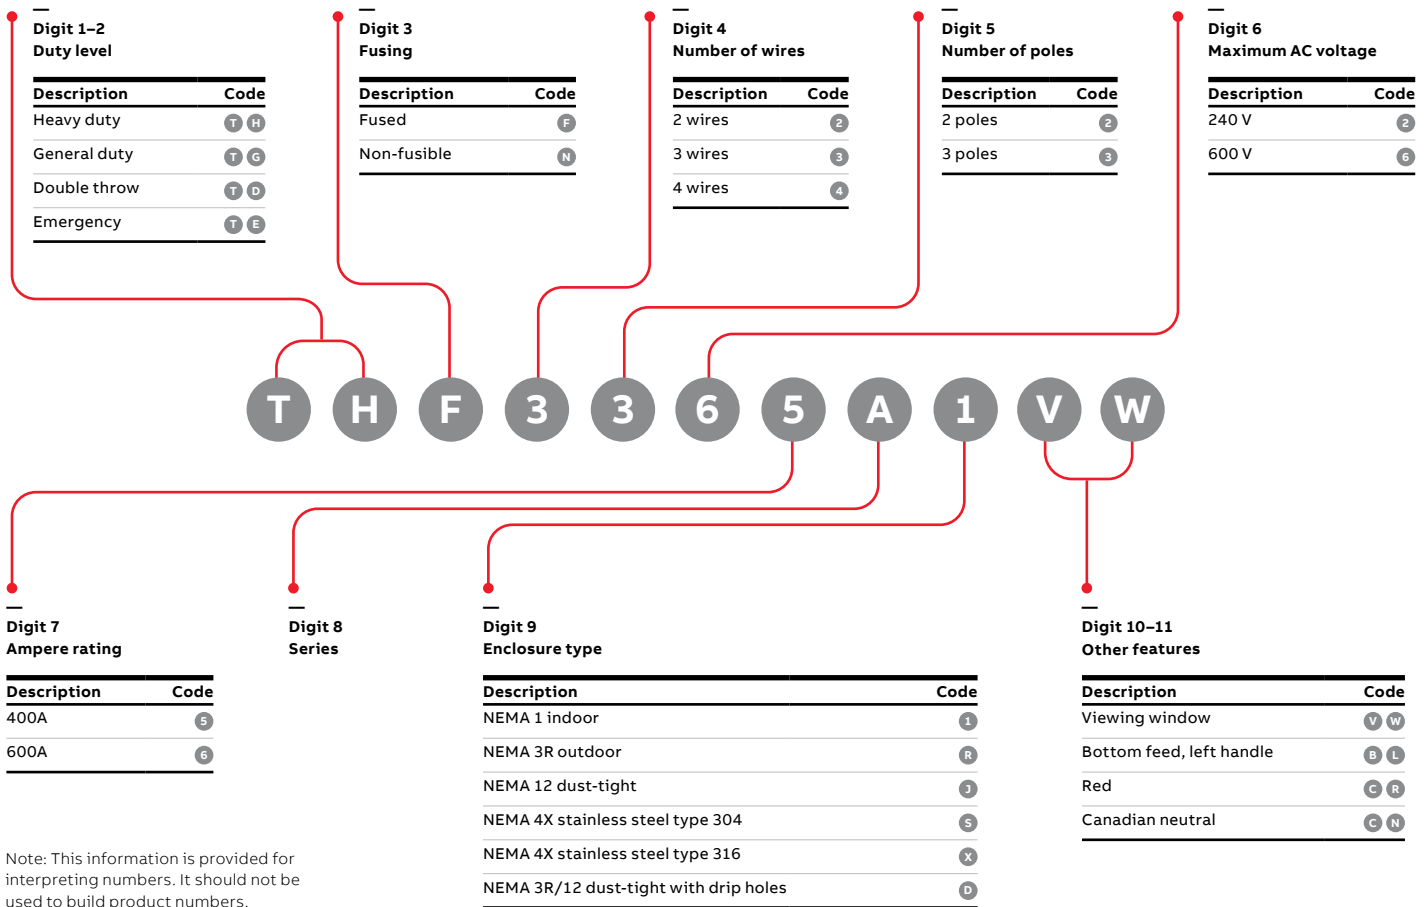 Digit 1–2
Duty level
Description Code
Heavy duty T H
General duty T G
Double throw T D
Emergency T E
Digit 3
Fusing
Description Code
Fused F
Non-fusible N
Digit 4
Number of wires
Description Code
2 wires 2
3 wires 3
4 wires 4
Digit 5
Number of poles
Description Code
2 poles 2
3 poles 3
Digit 6
Maximum AC voltage
Description Code
240 V 2
600 V 6
T H F 3 3 6 5 A 1 V W
Digit 7
Ampere rating
Description Code
400A 5
600A 6
Digit 8
Series
Digit 9
Enclosure type
Description Code
NEMA 1 indoor 1
NEMA 3R outdoor R
NEMA 12 dust-tight J
NEMA 4X stainless steel type 304 S
NEMA 4X stainless steel type 316 X
NEMA 3R/12 dust-tight with drip holes D
Digit 10–11
Other features
Description Code
Viewing window V W
Bottom feed, left handle B L
Red C R
Canadian neutral C N
Note: This information is provided for
interpreting numbers. It should not be
used to build product numbers.